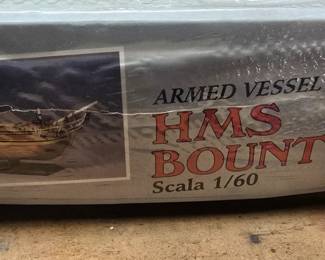 ARMED VESSEL
HMS
BOUNT
Scala 1/60